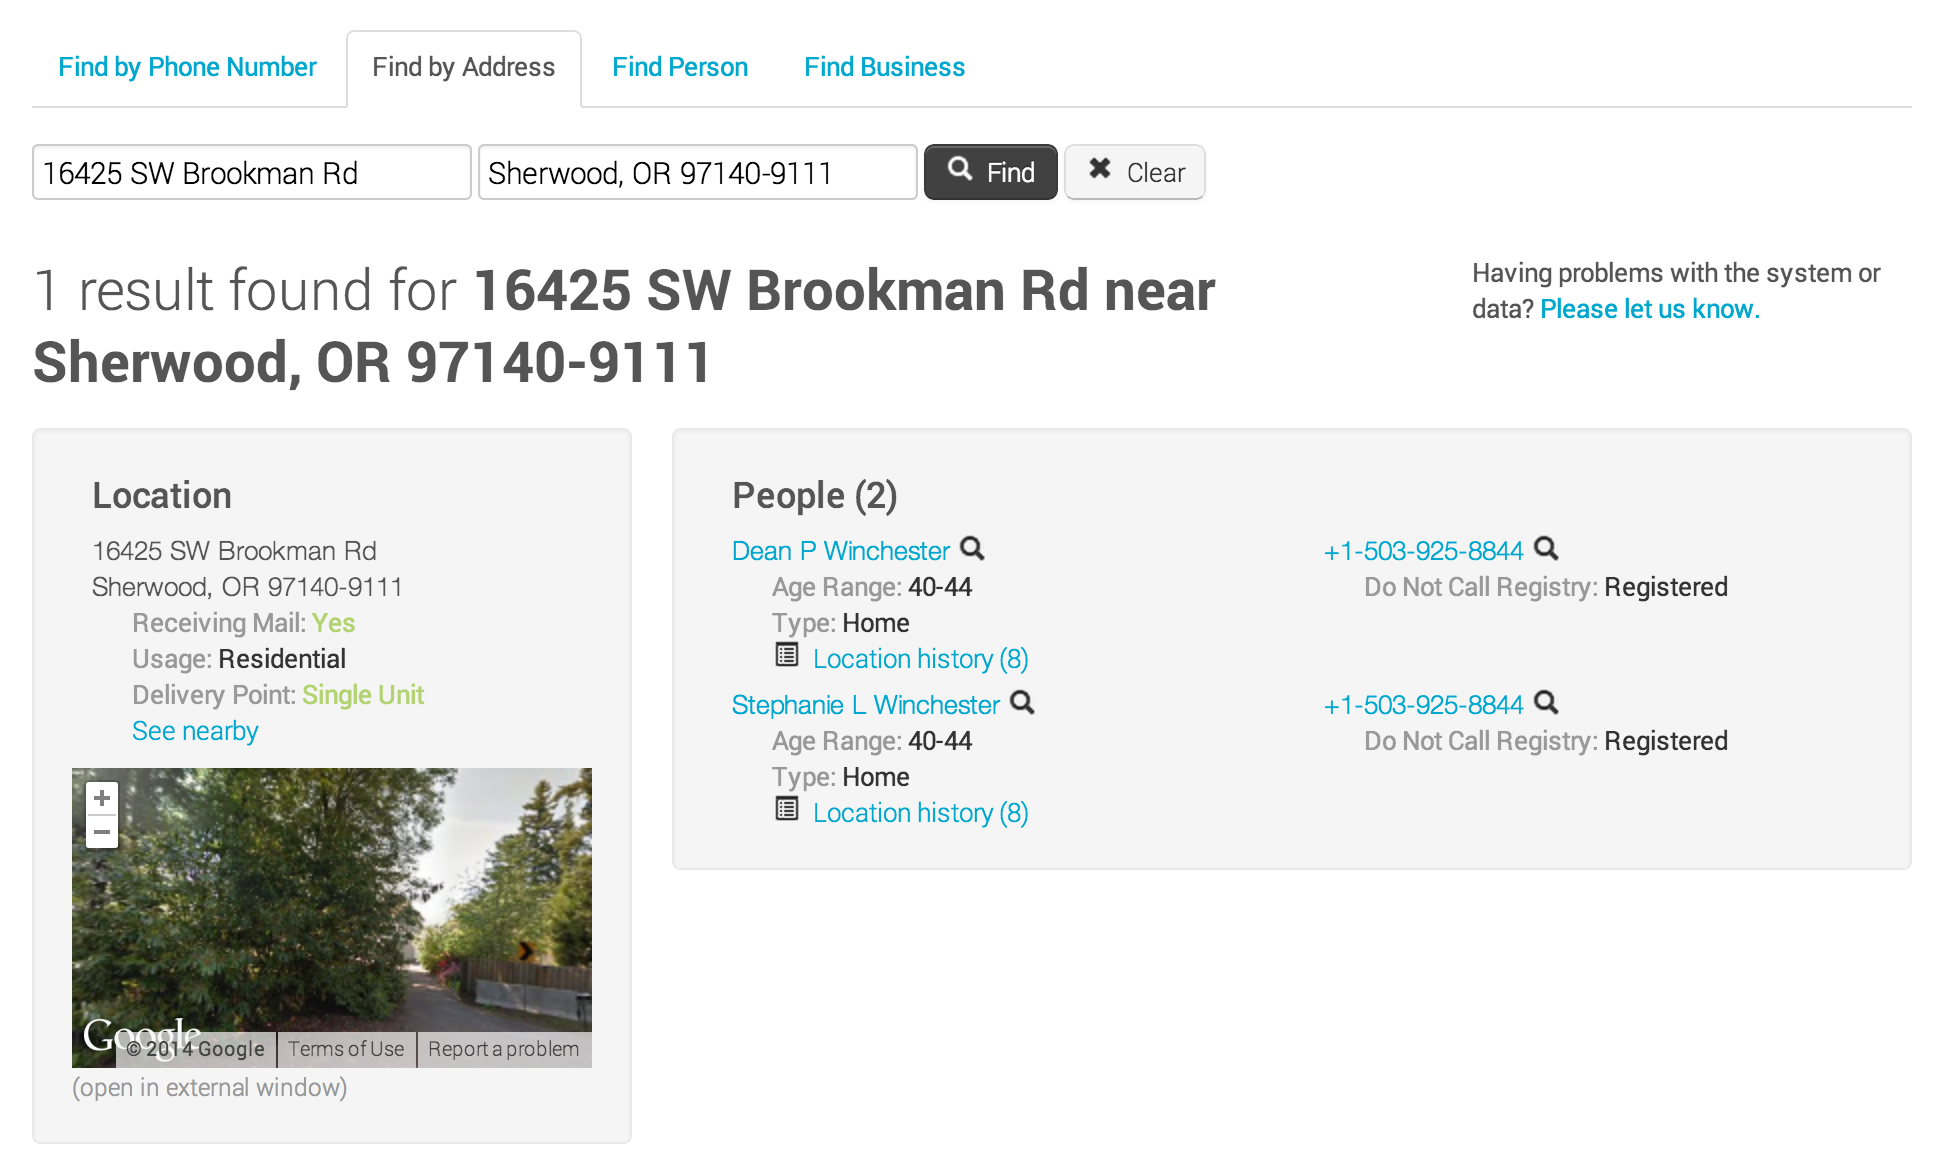 Find by Phone Number
Find by Address
Find Person
Find Business
16425 SW Brookman Rd
Sherwood, OR 97140-9111
Find
Clear
1 result found for 16425 SW Brookman Rd near
Sherwood, OR 97140-9111
Having problems with the system or
data? Please let us know.
Location
16425 SW Brookman Rd
Sherwood, OR 97140-9111
Receiving Mail: Yes
Usage: Residential
Delivery Point: Single Unit
See nearby
Google
© 2014 Google
Terms of Use
Report a problem
(open in external window)
People (2)
Dean P Winchester
+1-503-925-8844
Age Range: 40-44
Do Not Call Registry: Registered
Type: Home
Location history (8)
Stephanie L Winchester
+1-503-925-8844
Age Range: 40-44
Do Not Call Registry: Registered
Type: Home
Location history (8)